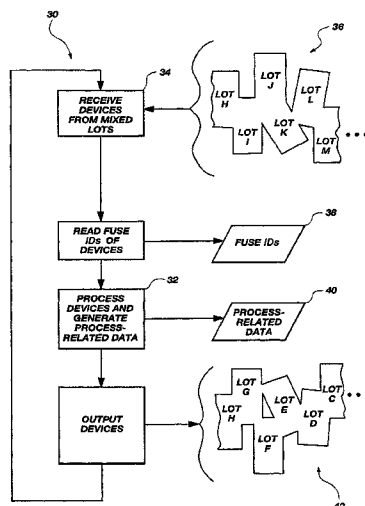 30
34
36
RECEIVE
DEVICES
FROM MIXED
LOTS
LOT
H
LOT
J
LOT
L
LOT
I
LOT
K
LOT
M
READ FUSE
IDs OF
DEVICES
38
FUSE IDs
32
PROCESS
DEVICES AND
GENERATE
PROCESS-
RELATED DATA
40
PROCESS-
RELATED
DATA
OUTPUT
DEVICES
LOT
G
LOT
C
LOT
H
LOT
E
LOT
D
LOT
F
42